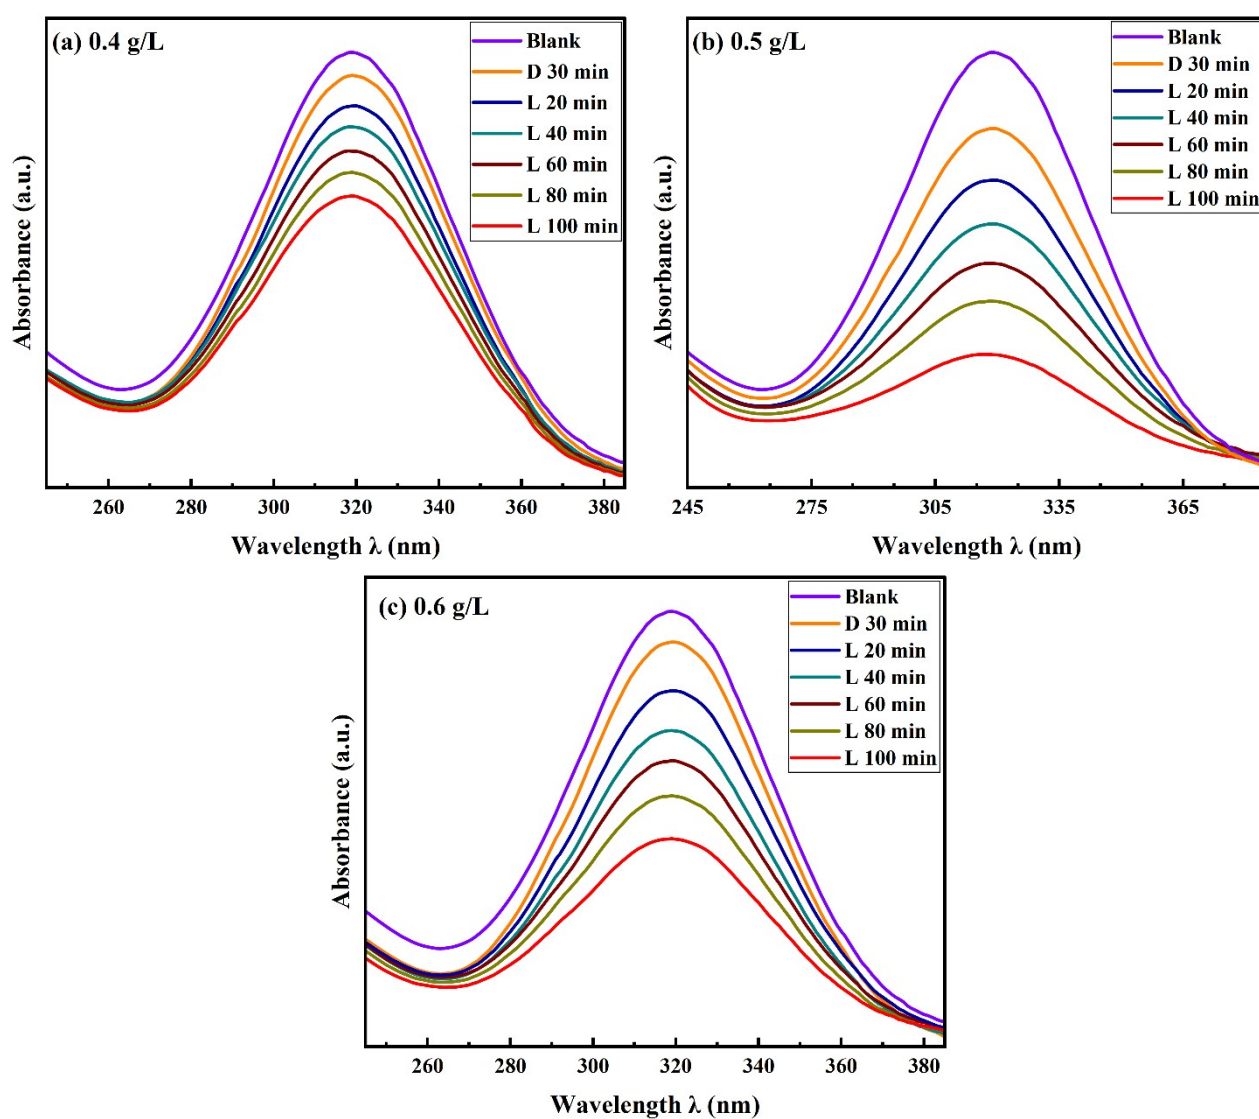 (a) 0.4 g/L
Blank
D 30 min
L 20 min
L 40 min
L 60 min
L 80 min
L 100 min
Absorbance (a.u.)
260 280 300 320 340 360 380
Wavelength λ (nm)
(b) 0.5 g/L
Blank
D 30 min
L 20 min
L 40 min
L 60 min
L 80 min
L 100 min
Absorbance (a.u.)
245 275 305 335 365
Wavelength λ (nm)
(c) 0.6 g/L
Blank
D 30 min
L 20 min
L 40 min
L 60 min
L 80 min
L 100 min
Absorbance (a.u.)
260 280 300 320 340 360 380
Wavelength λ (nm)